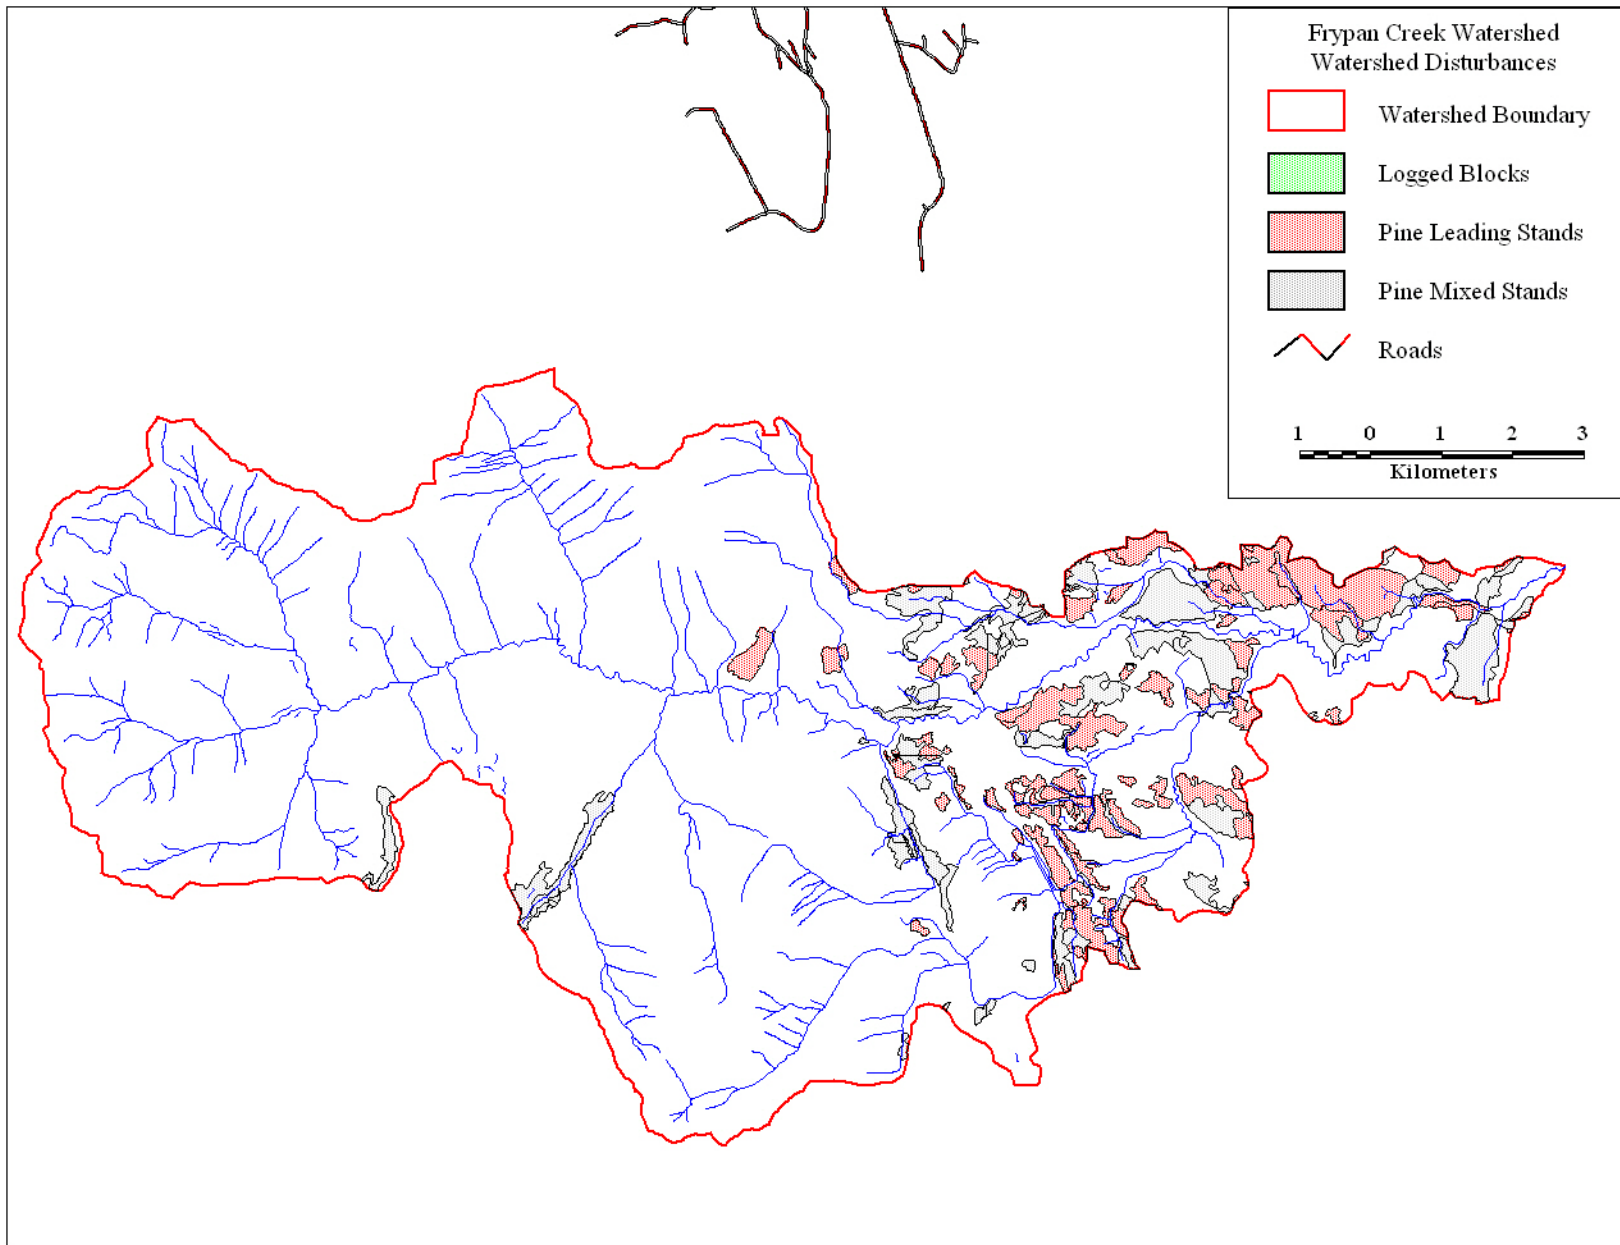 Frypan Creek Watershed
Watershed Disturbances
Watershed Boundary
Logged Blocks
Pine Leading Stands
Pine Mixed Stands
Roads
1 0 1 2 3
Kilometers